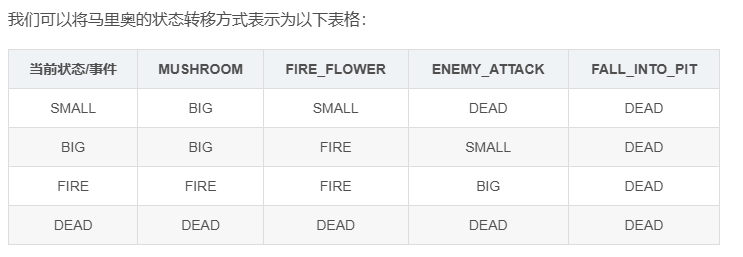 我们可以将马里奥的状态转移方式表示为以下表格：
当前状态/事件 MUSHROOM FIRE_FLOWER ENEMY_ATTACK FALL_INTO_PIT
SMALL BIG SMALL DEAD DEAD
BIG BIG FIRE SMALL DEAD
FIRE FIRE FIRE BIG DEAD
DEAD DEAD DEAD DEAD DEAD